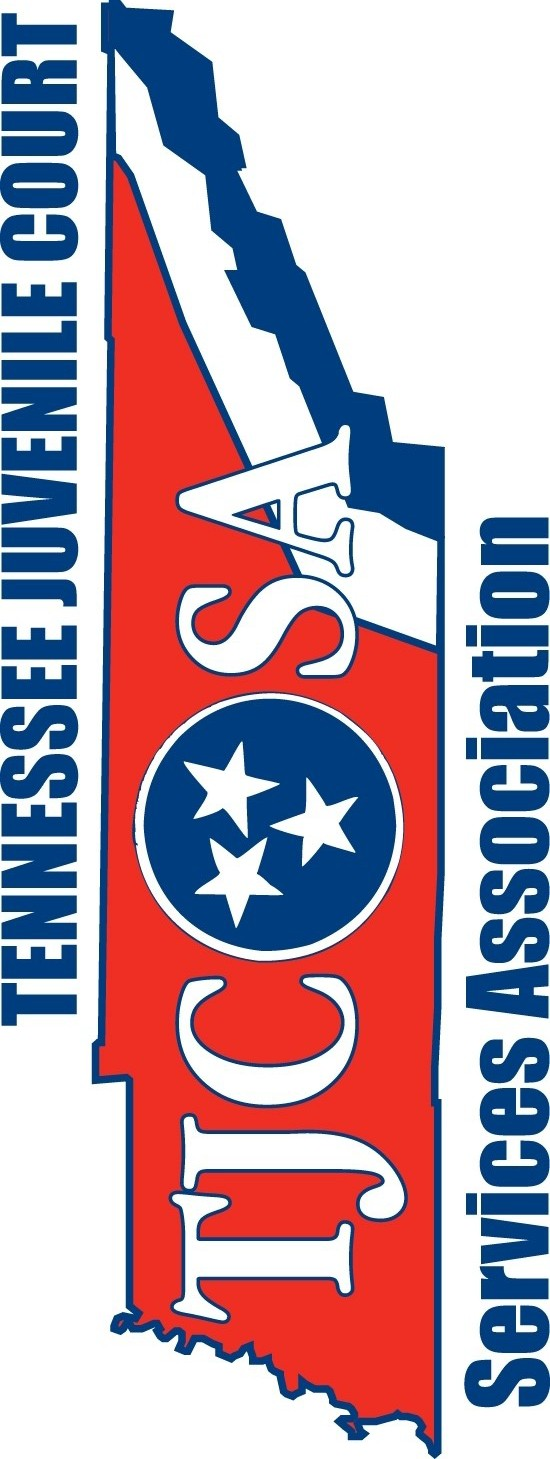 TENNESSEE JUVENILE COURT
TJCSA
Services Association